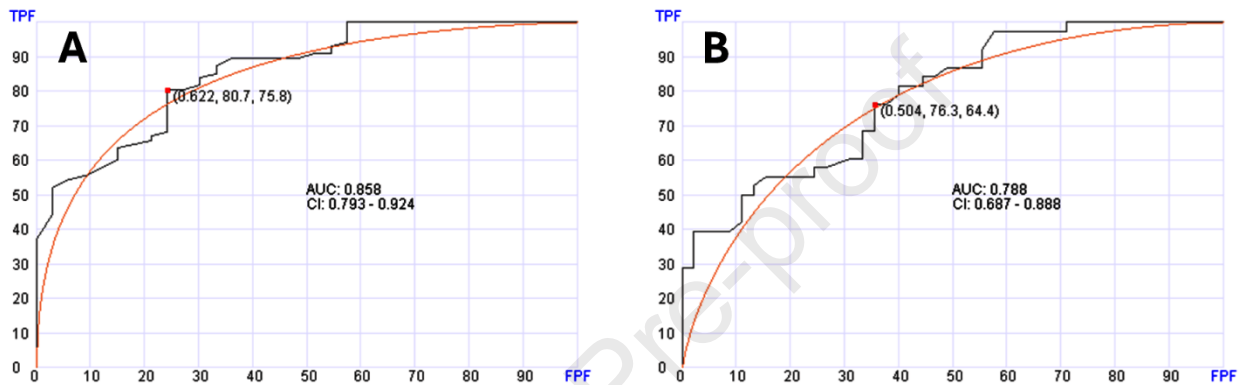 TPF
A
90
80
70
60
50
40
30
20
10
0
(0.622, 80.7, 75.8)
AUC: 0.858
CI: 0.793 - 0.924
0 10 20 30 40 50 60 70 80 90 FPF
TPF
B
90
80
70
60
50
40
30
20
10
0
(0.504, 76.3, 64.4)
AUC: 0.788
CI: 0.687 - 0.888
0 10 20 30 40 50 60 70 80 90 FPF
Pre-proof